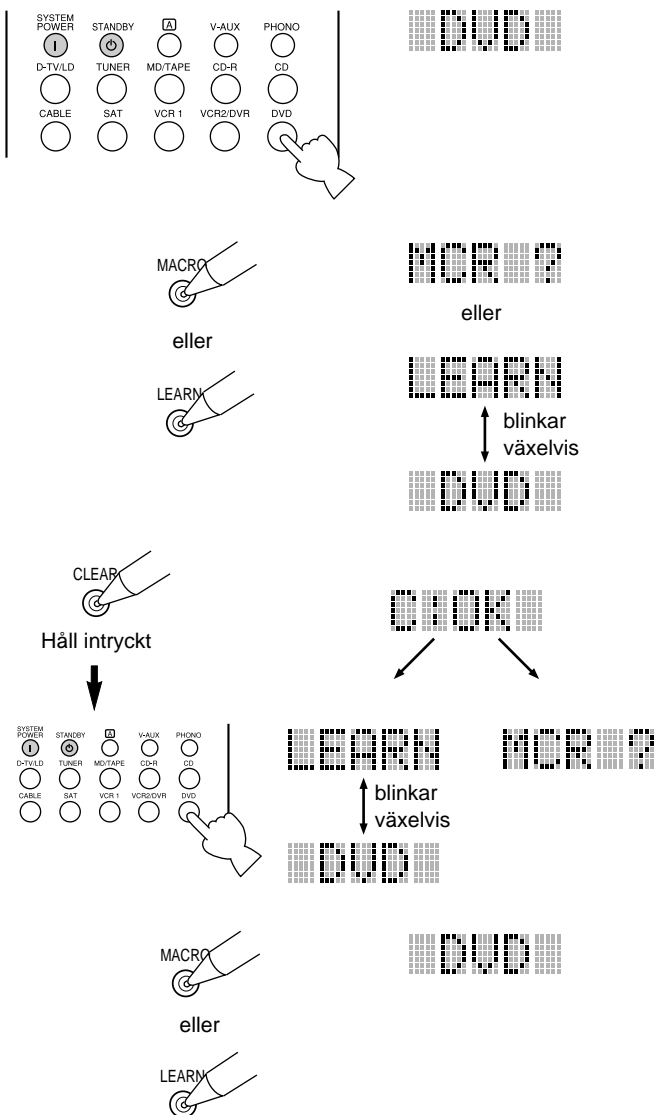 SYSTEM POWER STANDBY A V-AUX PHONO
D-TV/LD TUNER MD/TAPE CD-R CD
CABLE SAT VCR 1 VCR2/DVR DVD
DVD
MACRO
MCR ?
eller
eller
LEARN
LEARN
blinkar
växelvis
DVD
CLEAR
C:OK
Håll intryckt
SYSTEM POWER STANDBY A V-AUX PHONO
D-TV/LD TUNER MD/TAPE CD-R CD
CABLE SAT VCR 1 VCR2/DVR DVD
LEARN
MCR ?
blinkar
växelvis
DVD
MACRO
DVD
eller
LEARN